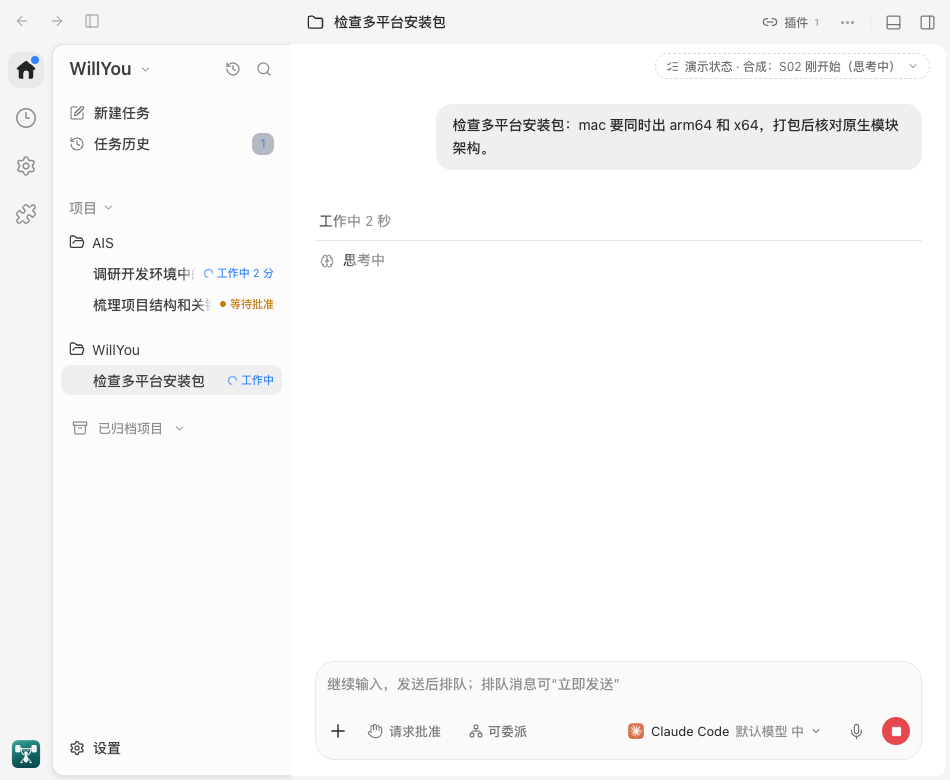 检查多平台安装包
插件 1
WillYou
演示状态 · 合成：S02 刚开始（思考中）
新建任务
任务历史
1
检查多平台安装包：mac 要同时出 arm64 和 x64，打包后核对原生模块
架构。
项目
工作中 2 秒
AIS
思考中
调研开发环境中 工作中 2 分
梳理项目结构和关 等待批准
WillYou
检查多平台安装包 工作中
已归档项目
继续输入，发送后排队；排队消息可“立即发送”
请求批准 可委派 Claude Code 默认模型 中
设置